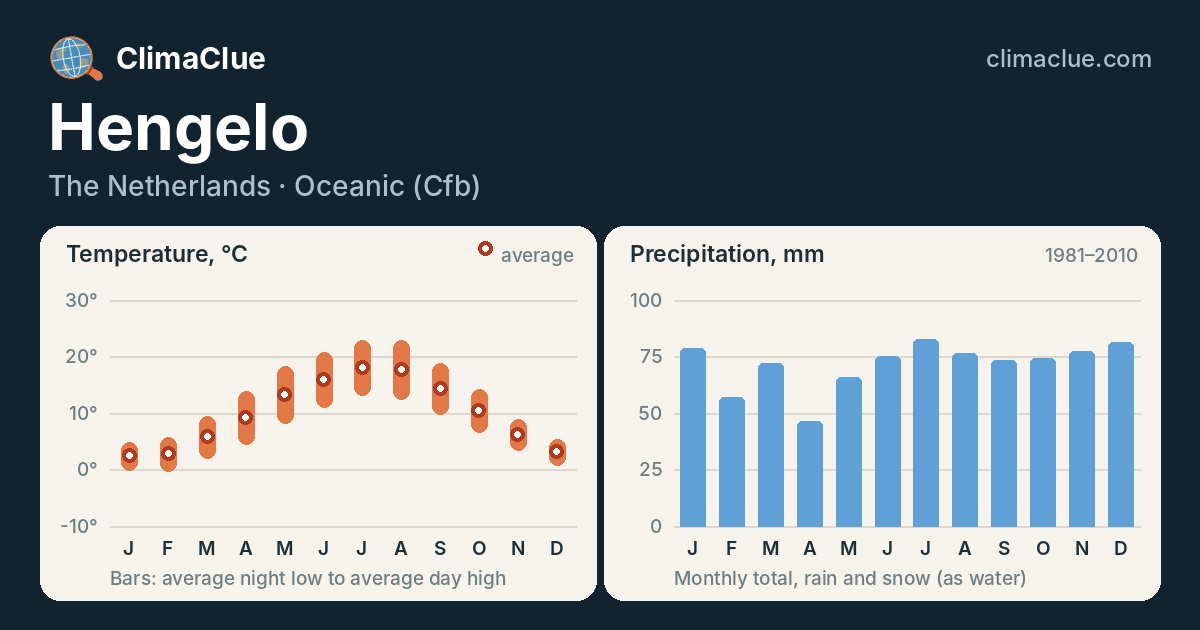 ClimaClue
climaclue.com
Hengelo
The Netherlands · Oceanic (Cfb)
Temperature, °C
average
30°
20°
10°
0°
-10°
J F M A M J J A S O N D
Bars: average night low to average day high
Precipitation, mm
1981–2010
100
75
50
25
0
J F M A M J J A S O N D
Monthly total, rain and snow (as water)